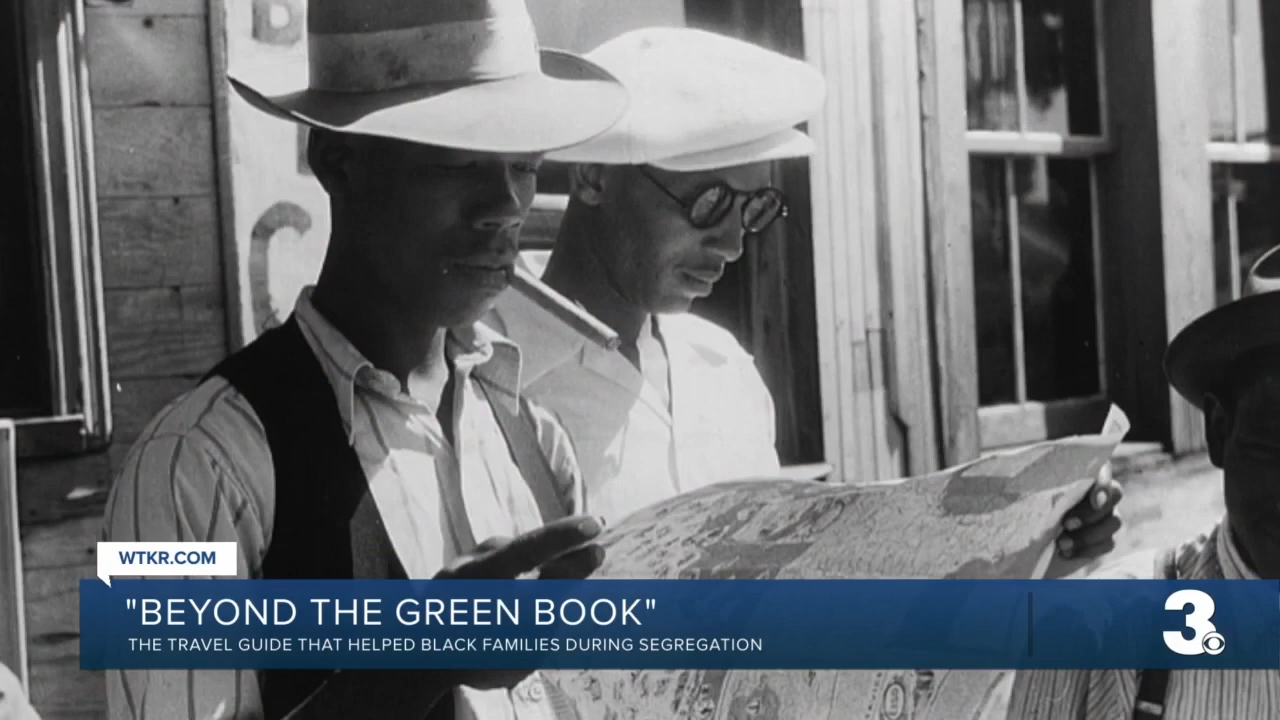 WTKR.COM
"BEYOND THE GREEN BOOK"
THE TRAVEL GUIDE THAT HELPED BLACK FAMILIES DURING SEGREGATION
3